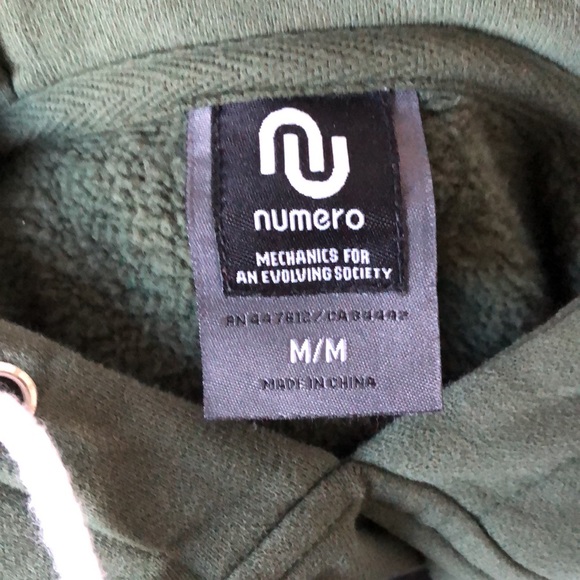 numero
MECHANICS FOR
AN EVOLVING SOCIETY
M/M
MADE IN CHINA